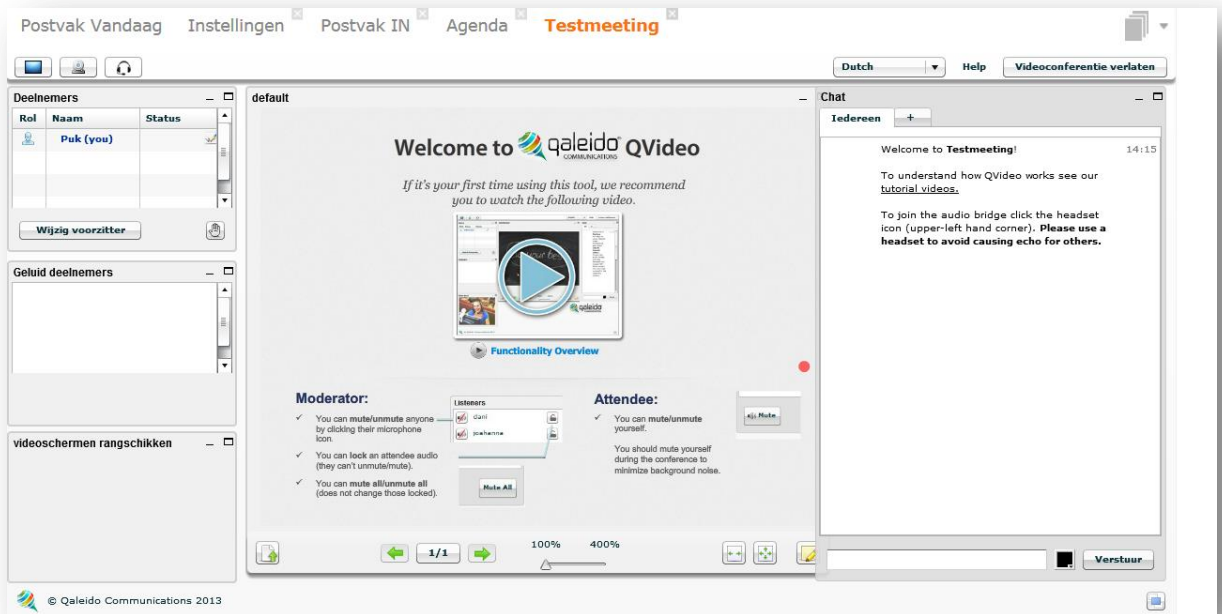 Postvak Vandaag Instellingen Postvak IN Agenda Testmeeting
Dutch Help Videoconferentie verlaten
Deelnemers
Rol Naam Status
Puk (you)
Wijzig voorzitter
Geluid deelnemers
videoschermen rangschikken
default
Welcome to qaleido COMMUNICATIONS QVideo
If it's your first time using this tool, we recommend
you to watch the following video.
qaleido
Functionality Overview
Moderator:
✓ You can mute/unmute anyone
by clicking their microphone
icon.
✓ You can lock an attendee audio
(they can't unmute/mute).
✓ You can mute all/unmute all
(does not change those locked).
Listeners
dani
joehanna
Mute All
Attendee:
✓ You can mute/unmute
yourself.
You should mute yourself
during the conference to
minimize background noise.
Mute
1/1
100% 400%
Chat
Iedereen +
Welcome to Testmeeting! 14:15
To understand how QVideo works see our
tutorial videos.
To join the audio bridge click the headset
icon (upper-left hand corner). Please use a
headset to avoid causing echo for others.
Verstuur
© Qaleido Communications 2013